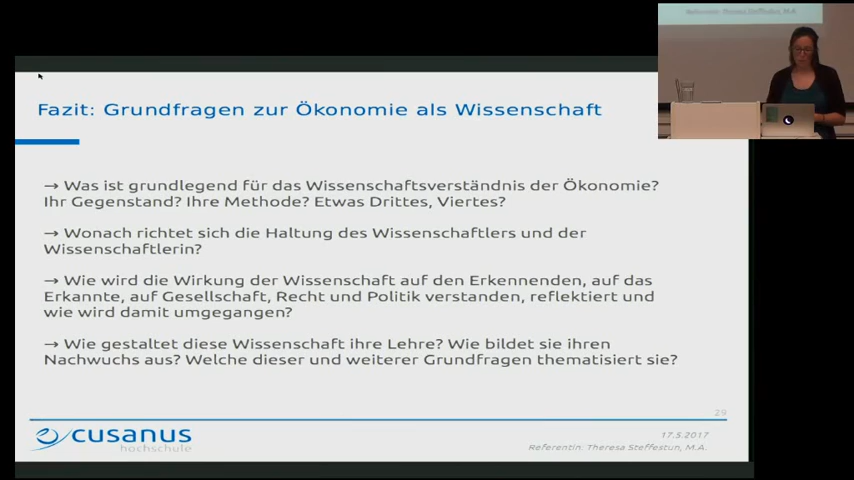 Fazit: Grundfragen zur Ökonomie als Wissenschaft
→ Was ist grundlegend für das Wissenschaftsverständnis der Ökonomie?
Ihr Gegenstand? Ihre Methode? Etwas Drittes, Viertes?
→ Wonach richtet sich die Haltung des Wissenschaftlers und der
Wissenschaftlerin?
→ Wie wird die Wirkung der Wissenschaft auf den Erkennenden, auf das
Erkannte, auf Gesellschaft, Recht und Politik verstanden, reflektiert und
wie wird damit umgegangen?
→ Wie gestaltet diese Wissenschaft ihre Lehre? Wie bildet sie ihren
Nachwuchs aus? Welche dieser und weiterer Grundfragen thematisiert sie?
29
cusanus
hochschule
17.5.2017
Referentin: Theresa Steffestun, M.A.
Referentin: Theresa Steffestun, M.A.